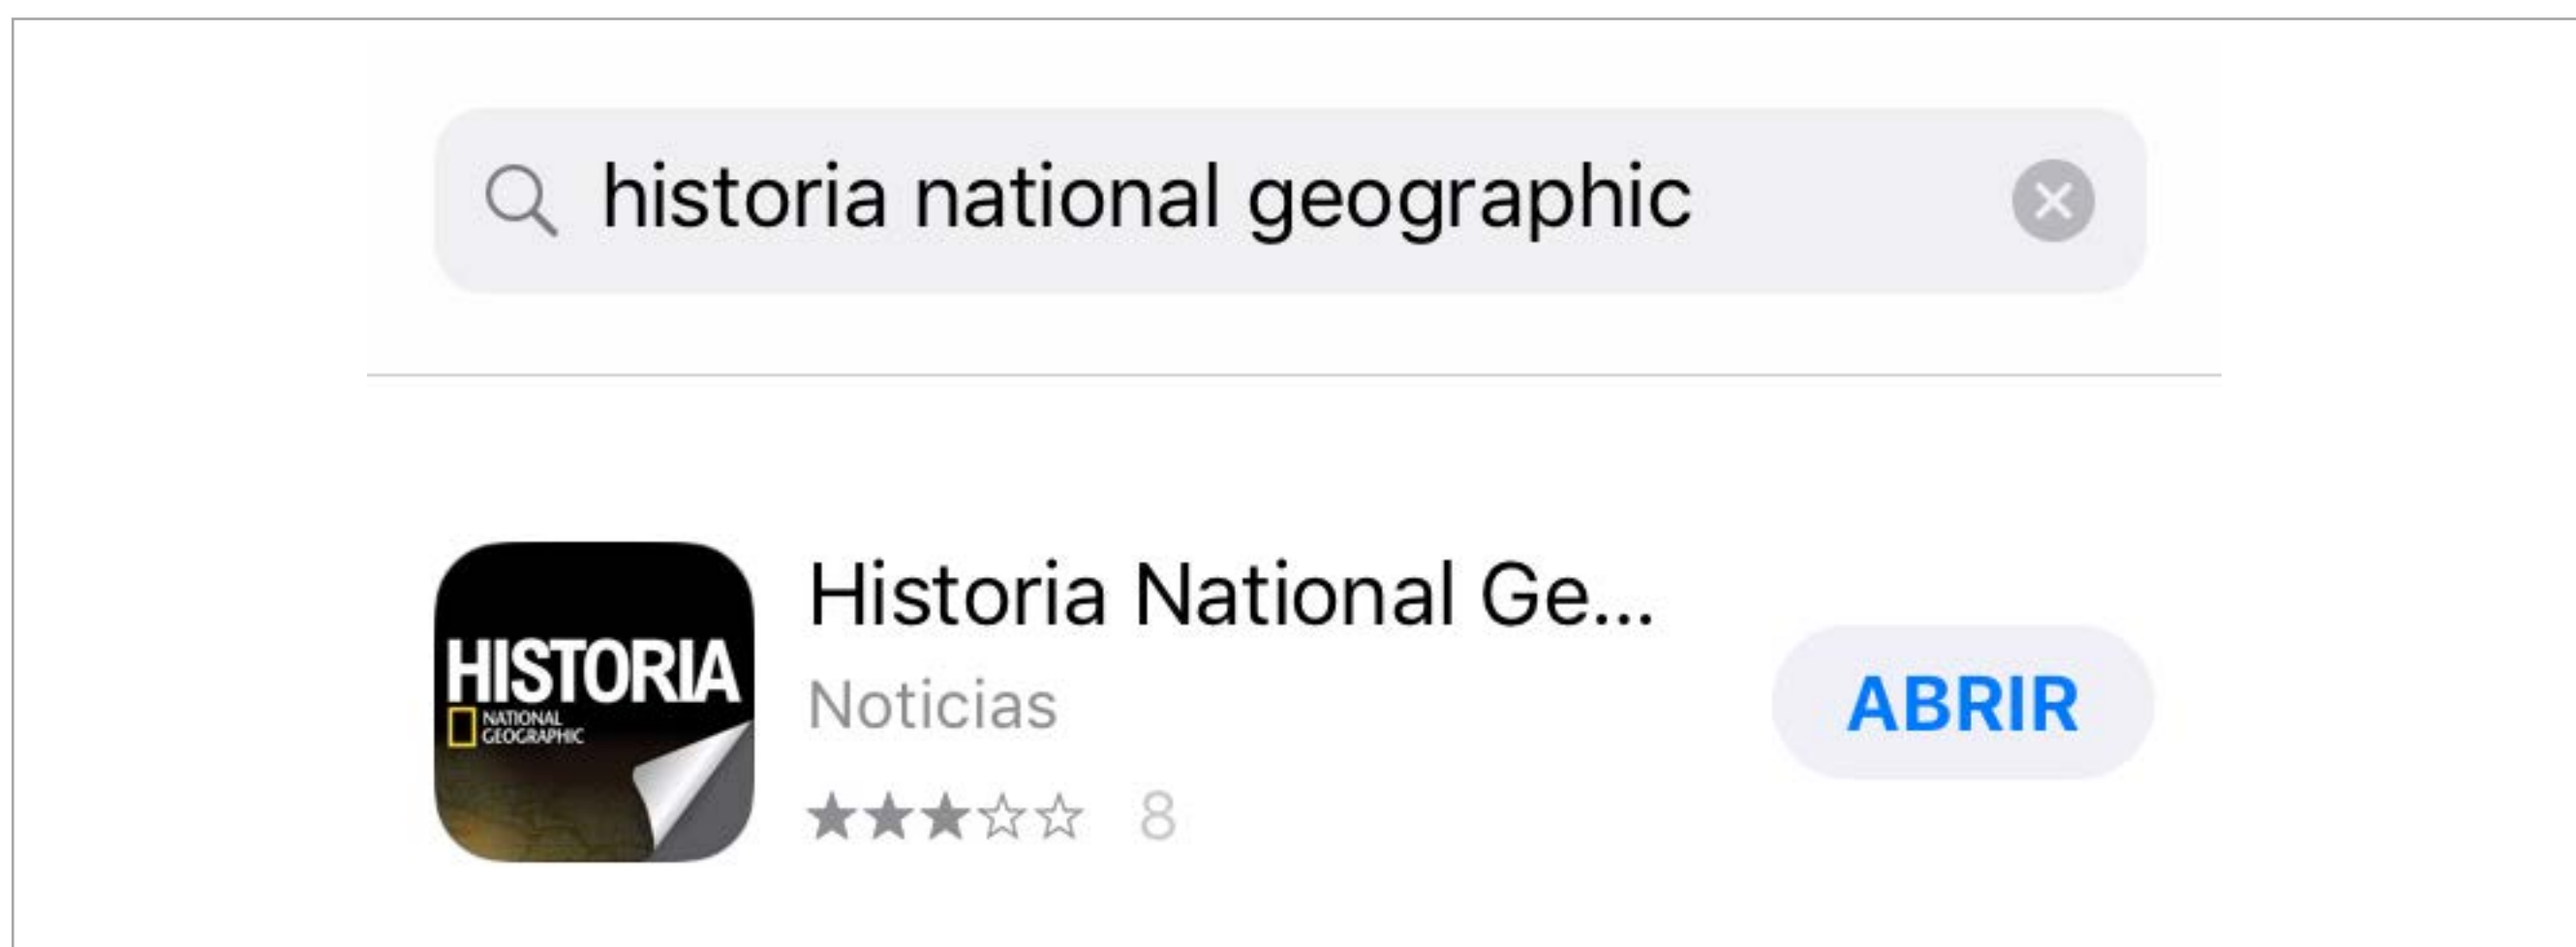 historia national geographic
HISTORIA
NATIONAL
GEOGRAPHIC
Historia National Ge...
Noticias
8
ABRIR